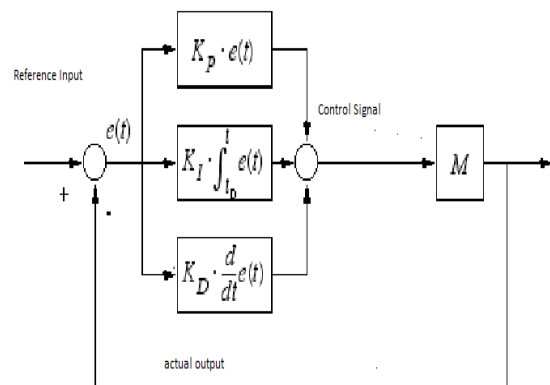 K_P · e(t)
Reference Input
Control Signal
e(t)
K_I · ∫_{t_0}^{t} e(t)
M
+
-
K_D · d/dt e(t)
actual output